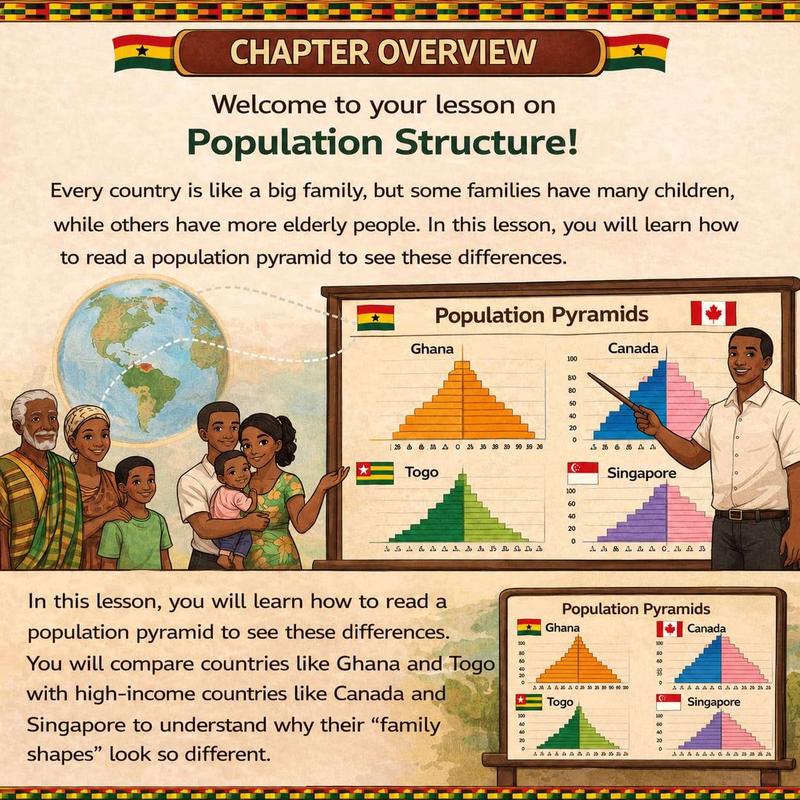 CHAPTER OVERVIEW
Welcome to your lesson on
Population Structure!
Every country is like a big family, but some families have many children,
while others have more elderly people. In this lesson, you will learn how
to read a population pyramid to see these differences.
Population Pyramids
Ghana
Canada
100
80
60
40
20
0
Togo
Singapore
100
60
40
20
0
In this lesson, you will learn how to read a
population pyramid to see these differences.
You will compare countries like Ghana and Togo
with high-income countries like Canada and
Singapore to understand why their “family
shapes” look so different.
Population Pyramids
Ghana
Canada
Togo
Singapore